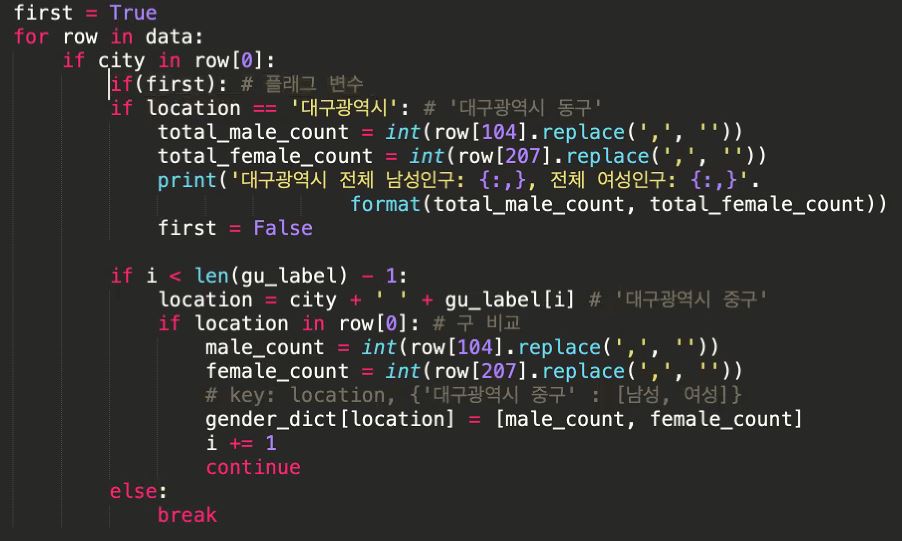 first = True
for row in data:
    if city in row[0]:
        if(first): # 플래그 변수
        if location == '대구광역시': # '대구광역시 동구'
            total_male_count = int(row[104].replace(',', ''))
            total_female_count = int(row[207].replace(',', ''))
            print('대구광역시 전체 남성인구: {:,}, 전체 여성인구: {:,}'.
                            format(total_male_count, total_female_count))
            first = False

        if i < len(gu_label) - 1:
            location = city + ' ' + gu_label[i] # '대구광역시 중구'
            if location in row[0]: # 구 비교
                male_count = int(row[104].replace(',', ''))
                female_count = int(row[207].replace(',', ''))
                # key: location, {'대구광역시 중구' : [남성, 여성]}
                gender_dict[location] = [male_count, female_count]
                i += 1
                continue
        else:
            break